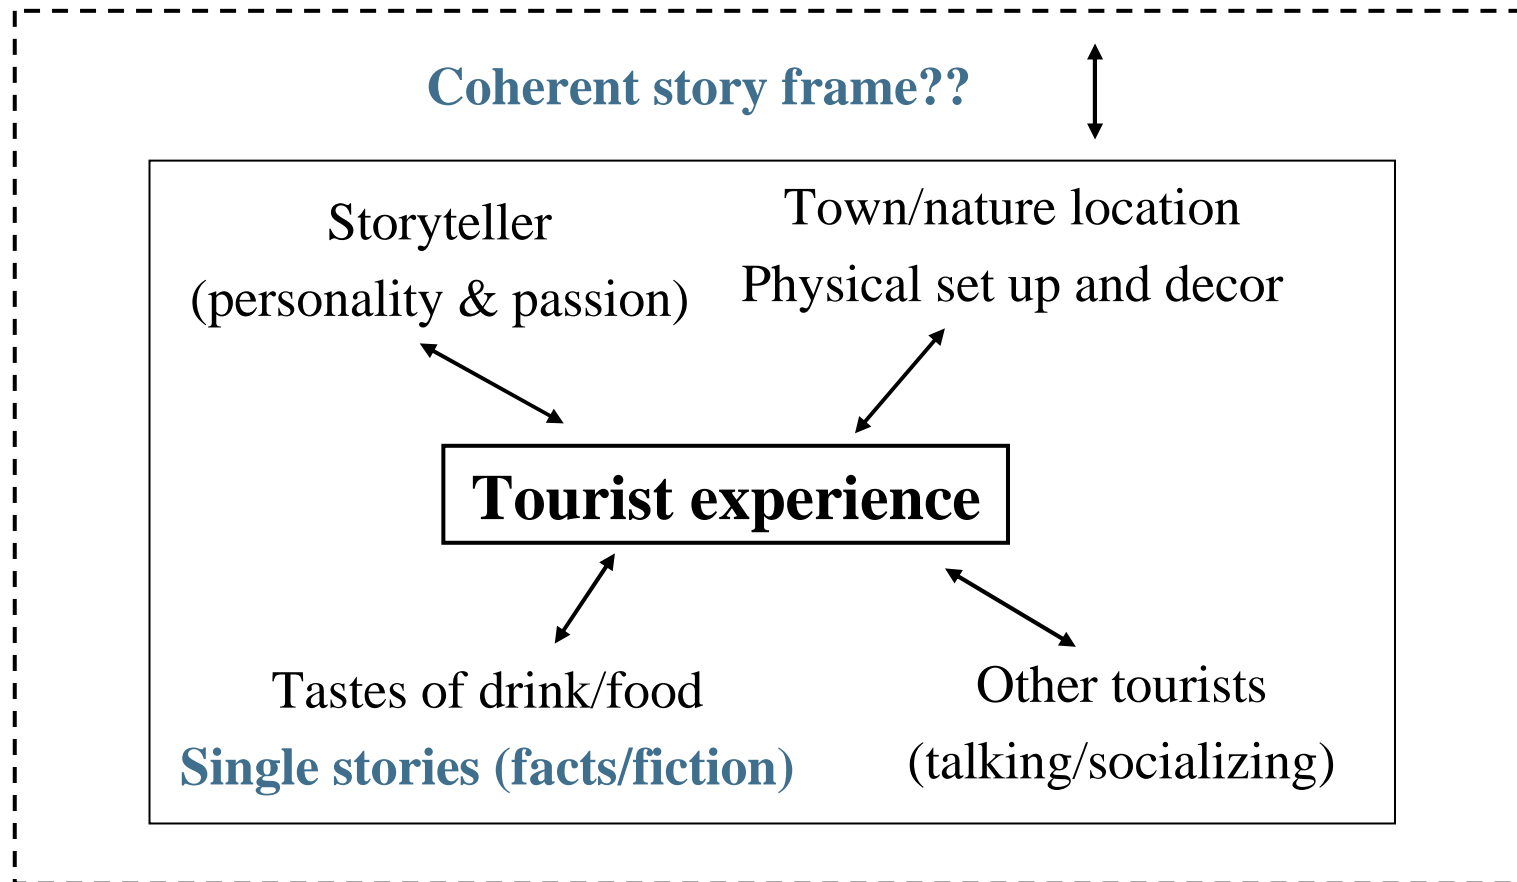 Coherent story frame??
Storyteller
(personality & passion)
Town/nature location
Physical set up and decor
Tourist experience
Tastes of drink/food
Single stories (facts/fiction)
Other tourists
(talking/socializing)